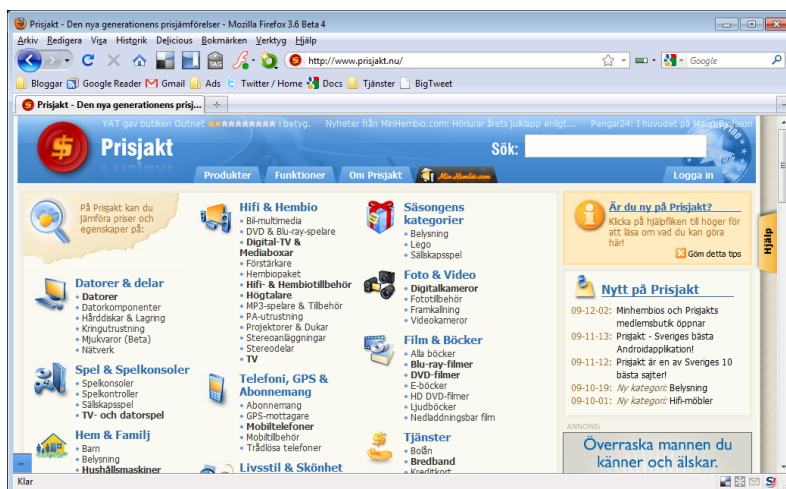 Prisjakt - Den nya generationens prisjämförelser - Mozilla Firefox 3.6 Beta 4
Arkiv Redigera Visa Historik Delicious Bokmärken Verktyg Hjälp
http://www.prisjakt.nu/
Google
Bloggar Google Reader Gmail Ads Twitter / Home Docs Tjänster BigTweet
Prisjakt - Den nya generationens prisj...
YAT gav butiken Outnet i betyg. Nyheter från MinHembio.com: Hörlurar årets julklapp enligt... Pengar24: I huvudet på
Prisjakt
Sök:
Produkter Funktioner Om Prisjakt Min Hembio.com Logga in
På Prisjakt kan du
jämföra priser och
egenskaper på:
Datorer & delar
Datorer
Datorkomponenter
Hårddiskar & Lagring
Kringutrustning
Mjukvaror (Beta)
Nätverk
Spel & Spelkonsoler
Spelkonsoler
Spelkontroller
Sällskapsspel
TV- och datorspel
Hem & Familj
Barn
Belysning
Hushållsmaskiner
Hifi & Hembio
Bil-multimedia
DVD & Blu-ray-spelare
Digital-TV &
Mediaboxar
Förstärkare
Hembiopaket
Hifi- & Hembiotillbehör
Högtalare
MP3-spelare & Tillbehör
PA-utrustning
Projektorer & Dukar
Stereoanläggningar
Stereodelar
TV
Telefoni, GPS &
Abonnemang
Abonnemang
GPS-mottagare
Mobiltelefoner
Mobiltillbehör
Trådlösa telefoner
Livsstil & Skönhet
Säsongens
kategorier
Belysning
Lego
Sällskapsspel
Foto & Video
Digitalkameror
Fototillbehör
Framkallning
Videokameror
Film & Böcker
Alla böcker
Blu-ray-filmer
DVD-filmer
E-böcker
HD DVD-filmer
Ljudböcker
Nedladdningsbar film
Tjänster
Bolån
Bredband
Kreditkort
Är du ny på Prisjakt?
Klicka på hjälpfliken till höger för
att läsa om vad du kan göra
här!
Göm detta tips
Hjälp
Nytt på Prisjakt
09-12-02: Minhembios och Prisjakts
medlemsbutik öppnar
09-11-13: Prisjakt - Sveriges bästa
Androidapplikation!
09-11-12: Prisjakt är en av Sveriges 10
bästa sajter!
09-10-19: Ny kategori: Belysning
09-10-01: Ny kategori: Hifi-möbler
ANNONS:
Överraska mannen du
känner och älskar.
Klar